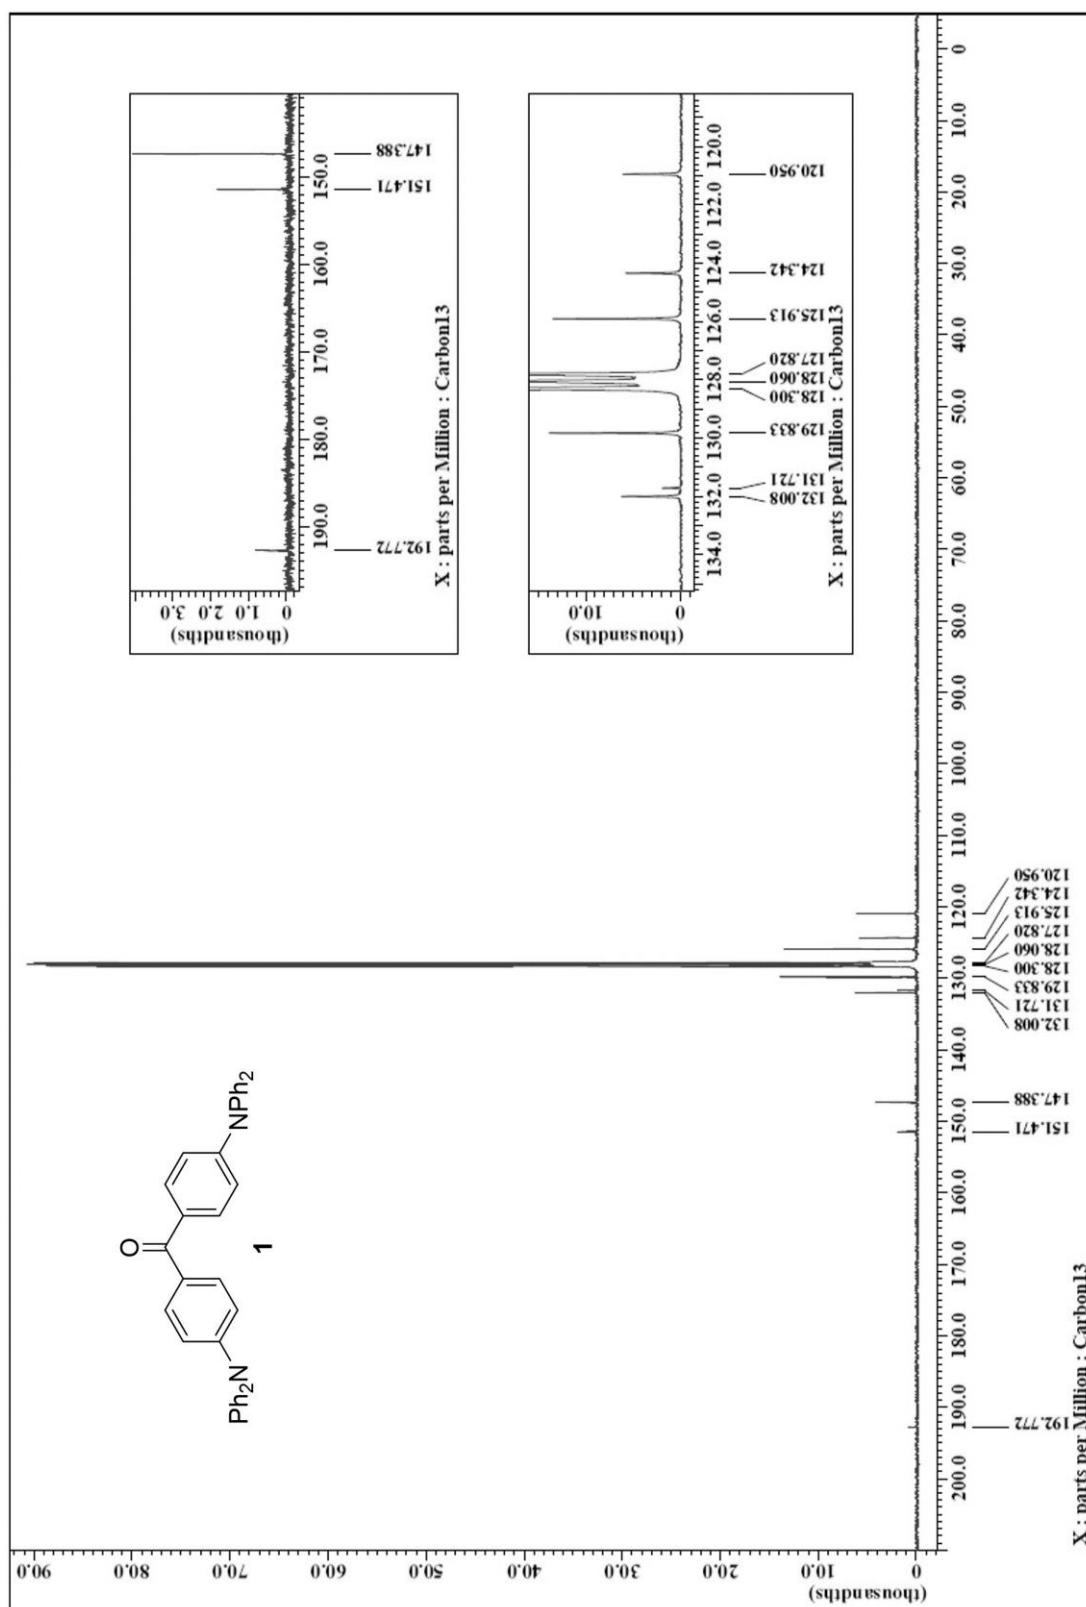 (thousandths)
0 1.0 2.0 3.0
190.0 180.0 170.0 160.0 150.0
192.772 151.471 147.388
X : parts per Million : Carbon13
(thousandths)
0 10.0
134.0 132.0 130.0 128.0 126.0 124.0 122.0 120.0
132.008 131.721 129.833 128.300 128.060 127.820 125.913 124.342 120.950
X : parts per Million : Carbon13
O
Ph2N NPh2
1
(thousandths)
0 10.0 20.0 30.0 40.0 50.0 60.0 70.0 80.0 90.0
200.0 190.0 180.0 170.0 160.0 150.0 140.0 130.0 120.0 110.0 100.0 90.0 80.0 70.0 60.0 50.0 40.0 30.0 20.0 10.0 0
192.772 151.471 147.388 132.008 131.721 129.833 128.300 128.060 127.820 125.913 124.342 120.950
X : parts per Million : Carbon13